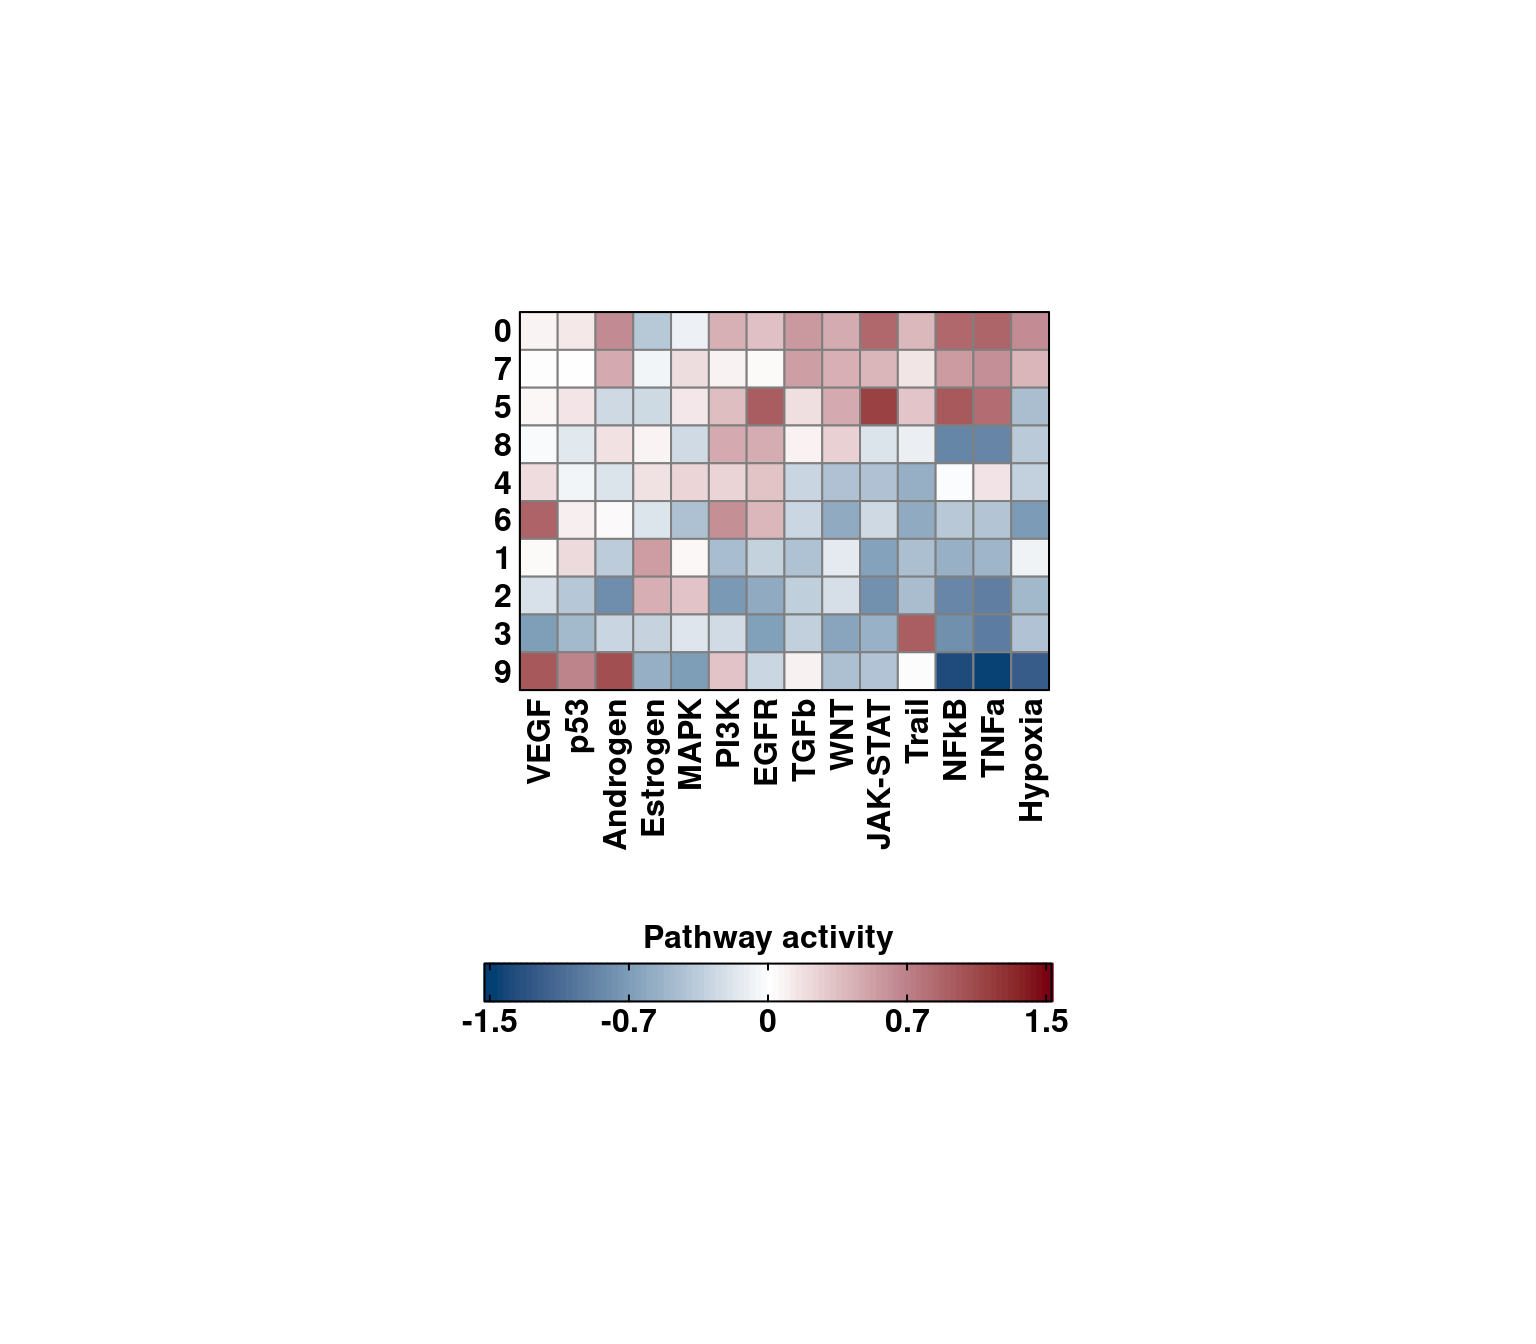 0
7
5
8
4
6
1
2
3
9
VEGF
p53
Androgen
Estrogen
MAPK
PI3K
EGFR
TGFb
WNT
JAK-STAT
Trail
NFkB
TNFa
Hypoxia
Pathway activity
-1.5 -0.7 0 0.7 1.5